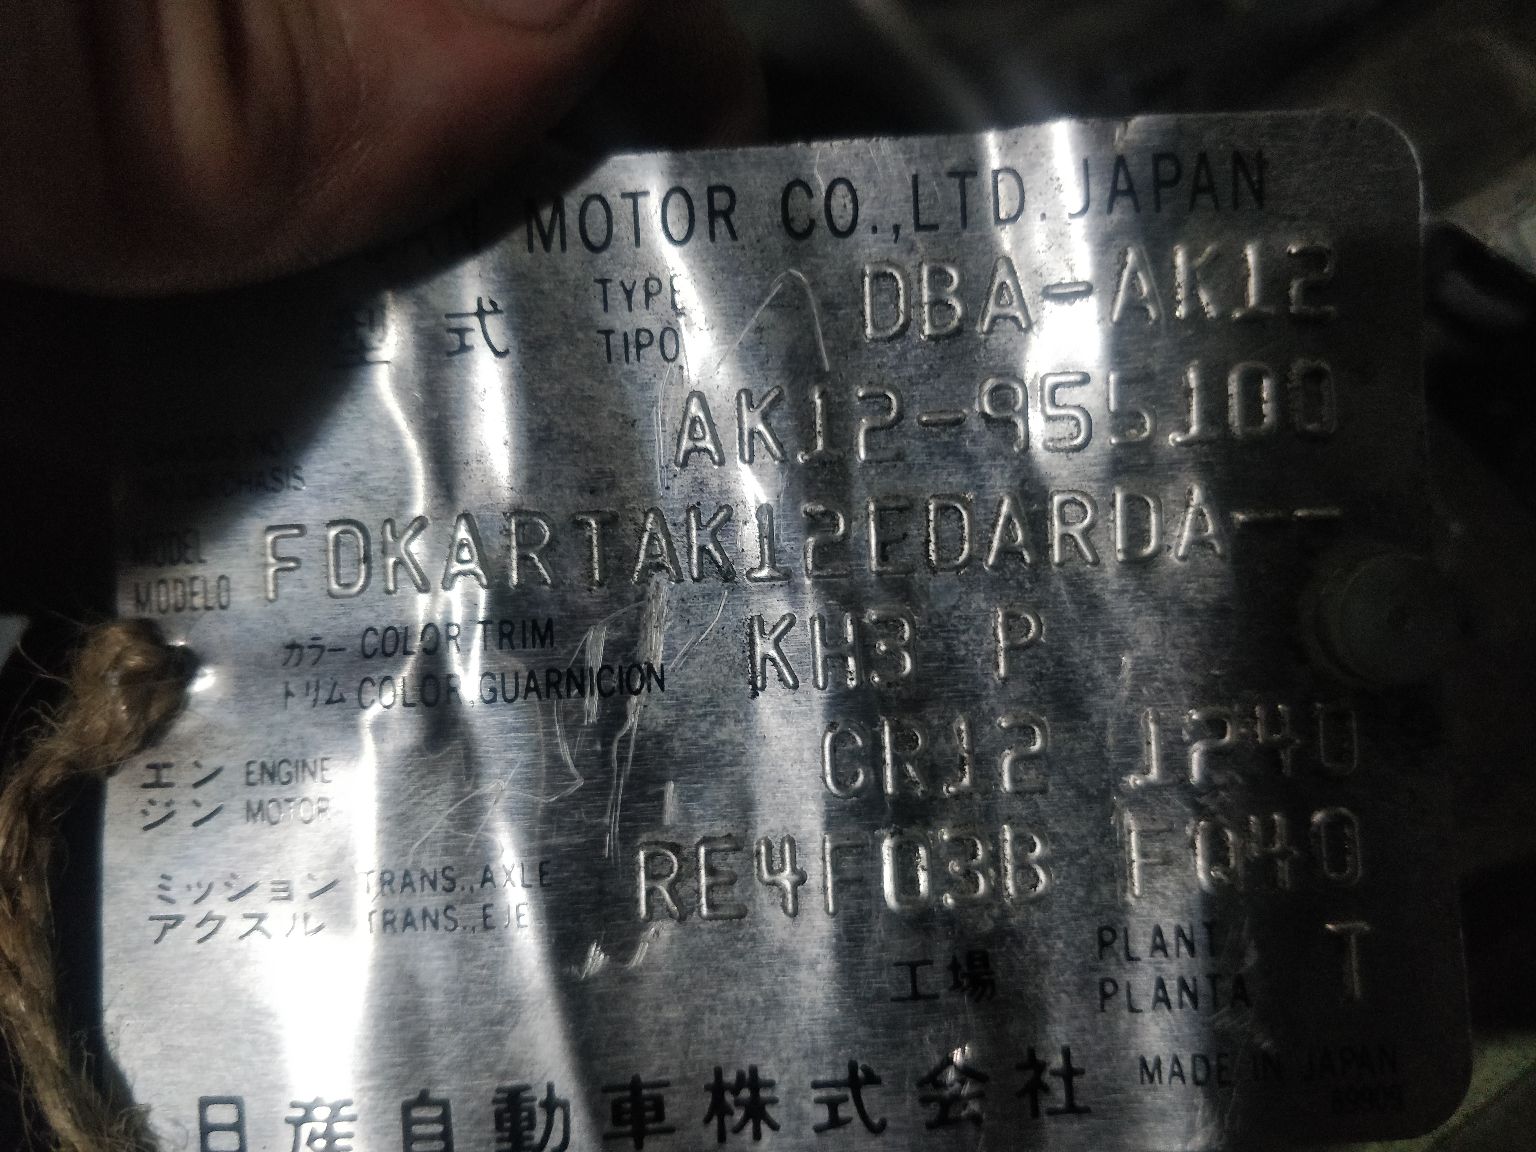 MOTOR CO.,LTD.JAPAN
型式 TYPE TIPO DBA-AK12
CHASIS AK12-955100
MODEL MODELO FDKARTAK12EDARDA--
カラー COLOR TRIM KH3 P
トリム COLOR GUARNICION
エン ENGINE CR12 1240
ジン MOTOR
ミッション TRANS.,AXLE RE4F03B FQ40
アクスル TRANS.,EJE
工場 PLANT PLANTA T
MADE IN JAPAN
日産自動車株式会社